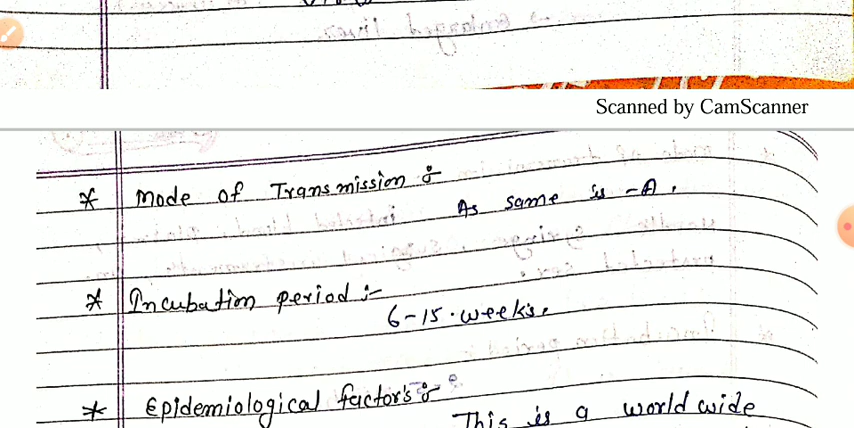 Scanned by CamScanner
* Mode of Transmission :-
As same is -A.
* Incubation period :-
6-15.weeks.
* Epidemiological factor's :-
This is a world wide